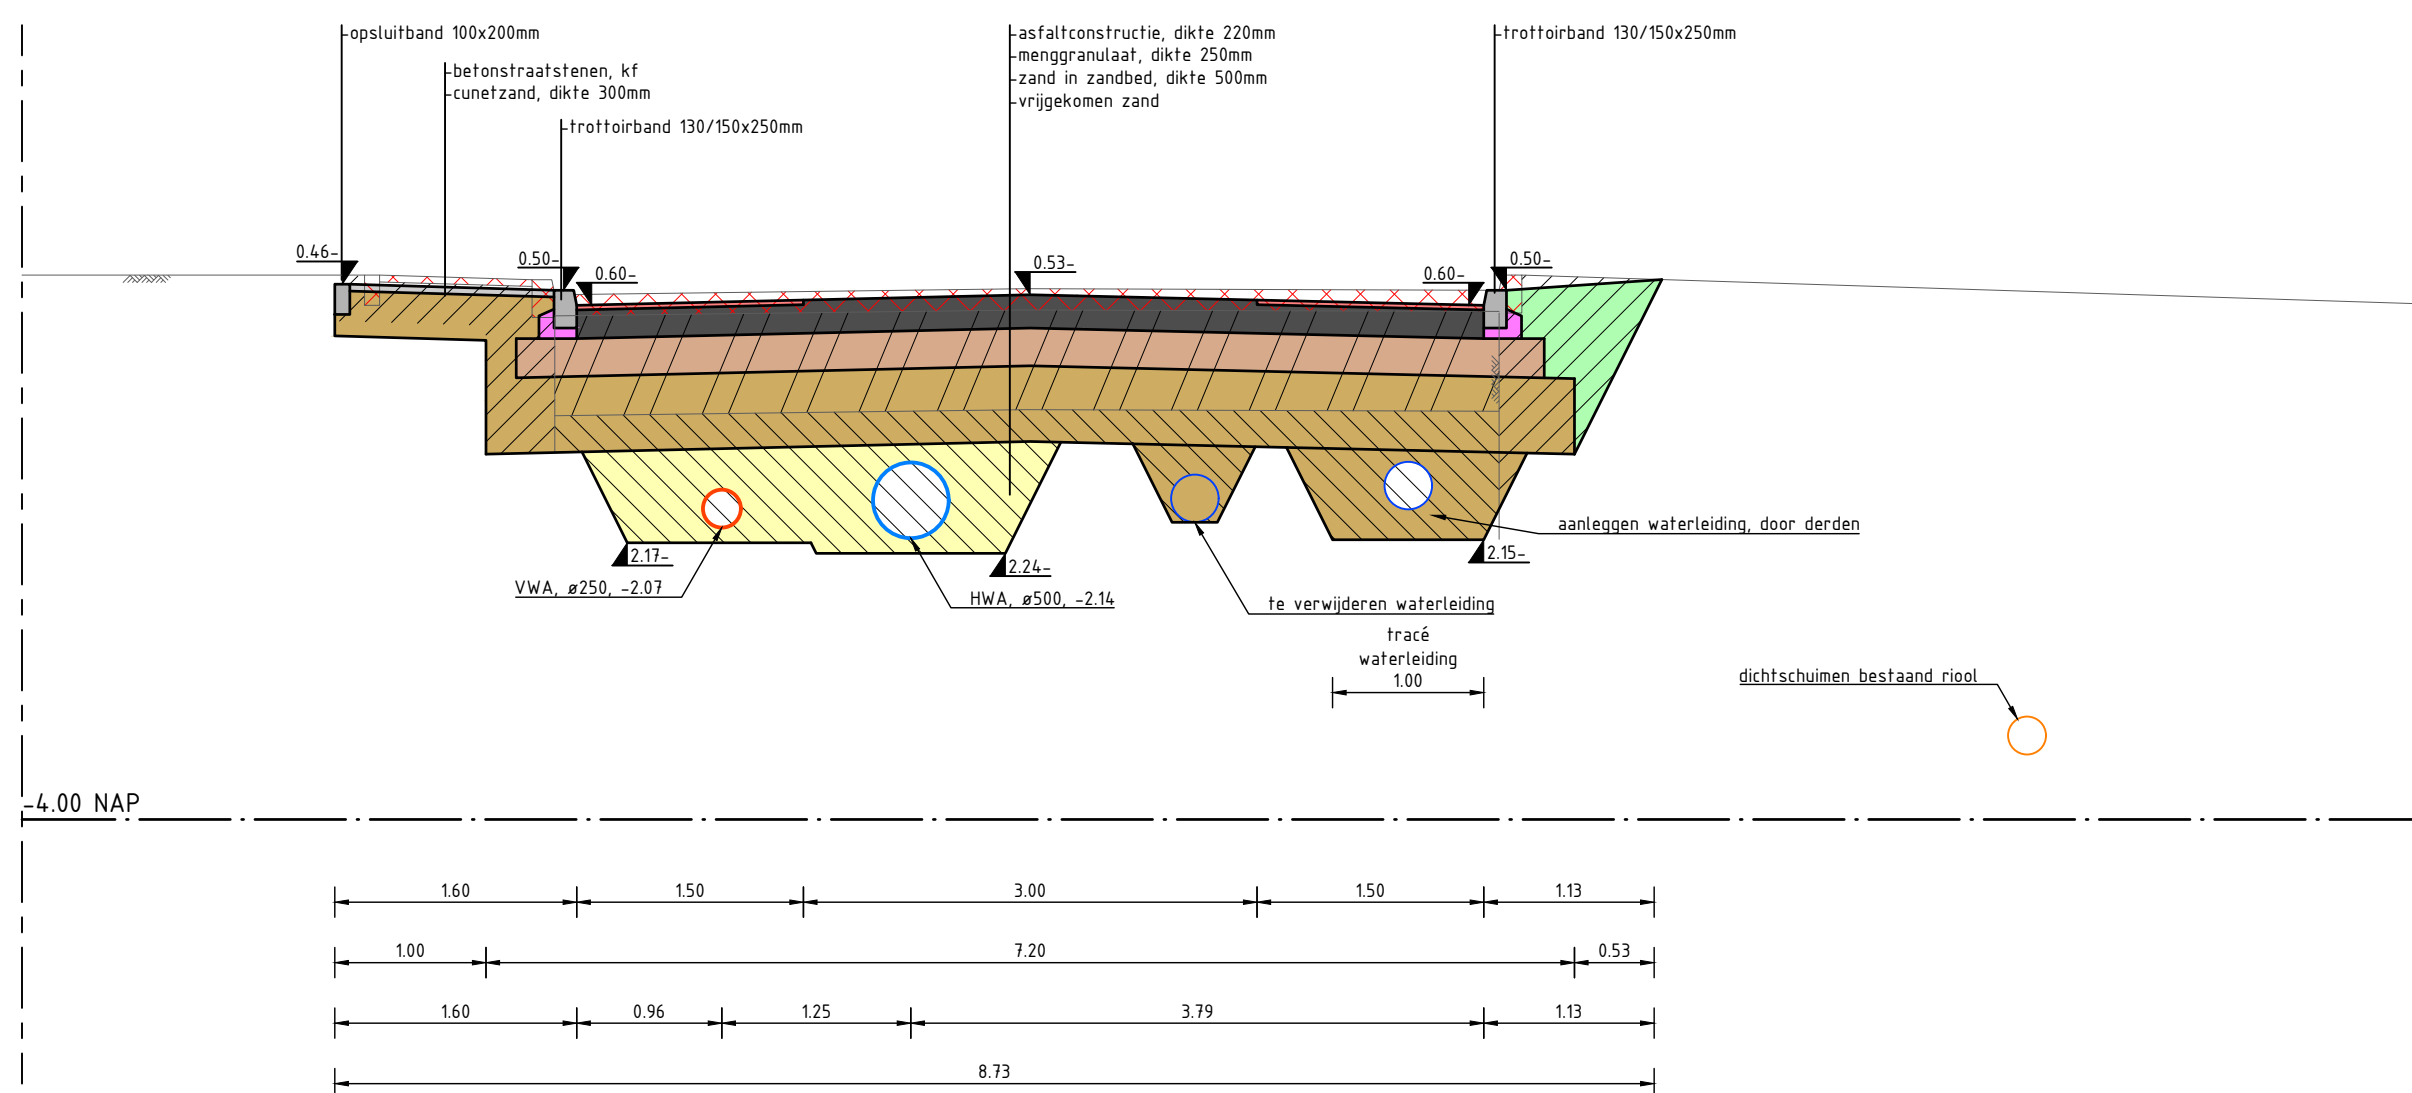 opsluitband 100x200mm
betonstraatstenen, kf
cunetzand, dikte 300mm
trottoirband 130/150x250mm
asfaltconstructie, dikte 220mm
menggranulaat, dikte 250mm
zand in zandbed, dikte 500mm
vrijgekomen zand
trottoirband 130/150x250mm
0.46-
0.50-
0.60-
0.53-
0.60-
0.50-
2.17-
2.24-
2.15-
aanleggen waterleiding, door derden
VWA, ø250, -2.07
HWA, ø500, -2.14
te verwijderen waterleiding
tracé
waterleiding
1.00
dichtschuimen bestaand riool
-4.00 NAP
1.60 1.50 3.00 1.50 1.13
1.00 7.20 0.53
1.60 0.96 1.25 3.79 1.13
8.73